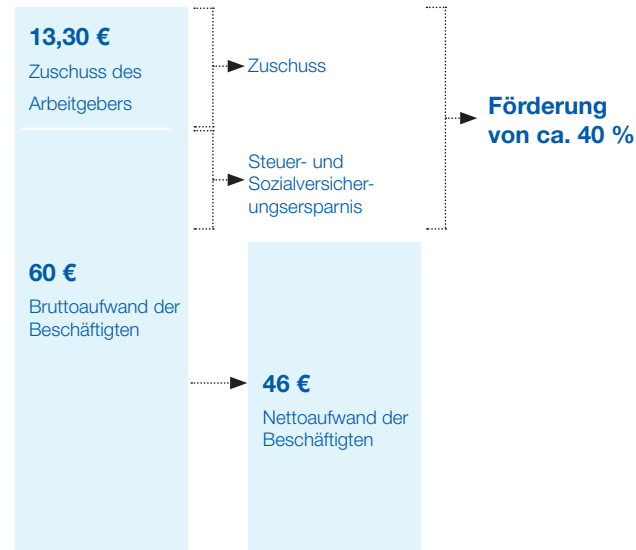 13,30 €
Zuschuss des
Arbeitgebers
Zuschuss
Förderung
von ca. 40 %
Steuer- und
Sozialversicher-
ungsersparnis
60 €
Bruttoaufwand der
Beschäftigten
46 €
Nettoaufwand der
Beschäftigten